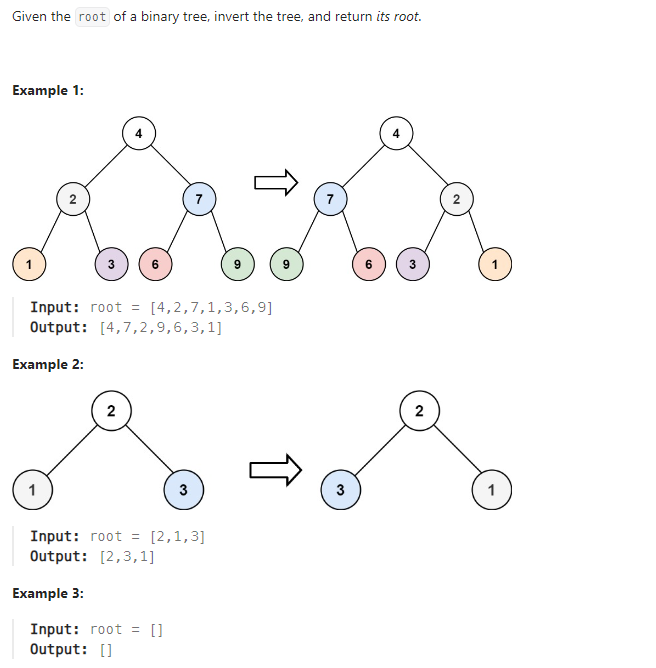 Given the root of a binary tree, invert the tree, and return its root.
Example 1:
4 4
2 7 7 2
1 3 6 9 9 6 3 1
Input: root = [4,2,7,1,3,6,9]
Output: [4,7,2,9,6,3,1]
Example 2:
2 2
1 3 3 1
Input: root = [2,1,3]
Output: [2,3,1]
Example 3:
Input: root = []
Output: []